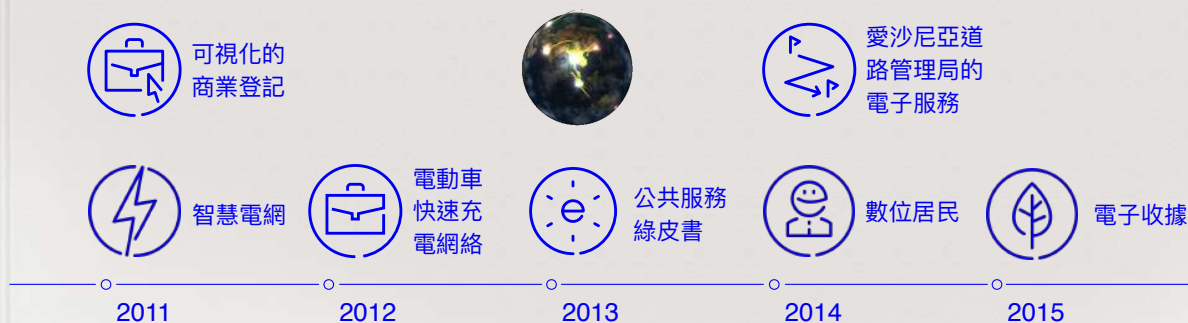 可視化的
商業登記
愛沙尼亞道
路管理局的
電子服務
智慧電網
電動車
快速充
電網絡
公共服務
綠皮書
數位居民
電子收據
2011
2012
2013
2014
2015